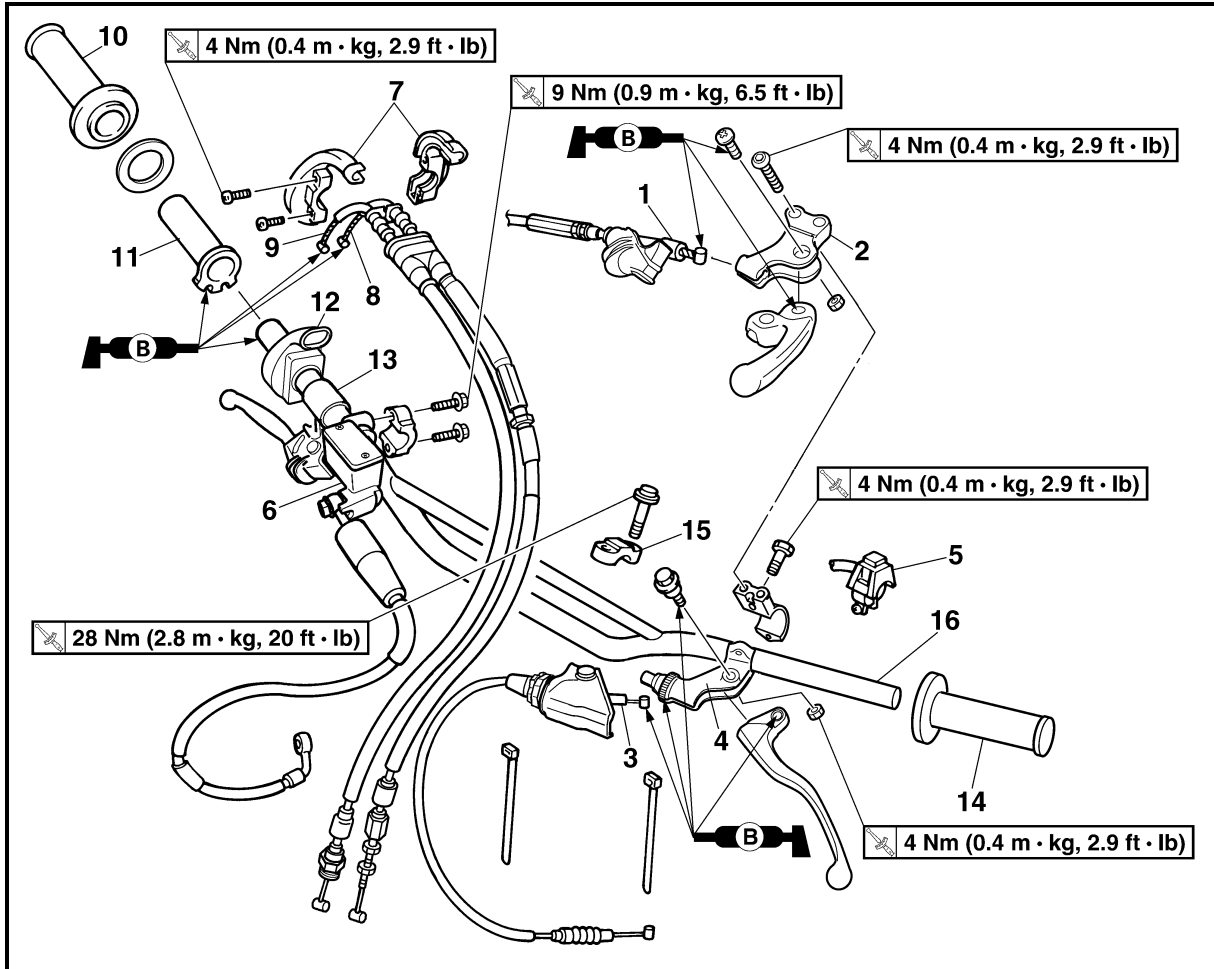 10
4 Nm (0.4 m · kg, 2.9 ft · lb)
7
9 Nm (0.9 m · kg, 6.5 ft · lb)
B
4 Nm (0.4 m · kg, 2.9 ft · lb)
1
2
11
9
8
12
B
13
6
15
4 Nm (0.4 m · kg, 2.9 ft · lb)
5
28 Nm (2.8 m · kg, 20 ft · lb)
16
3
4
14
B
4 Nm (0.4 m · kg, 2.9 ft · lb)